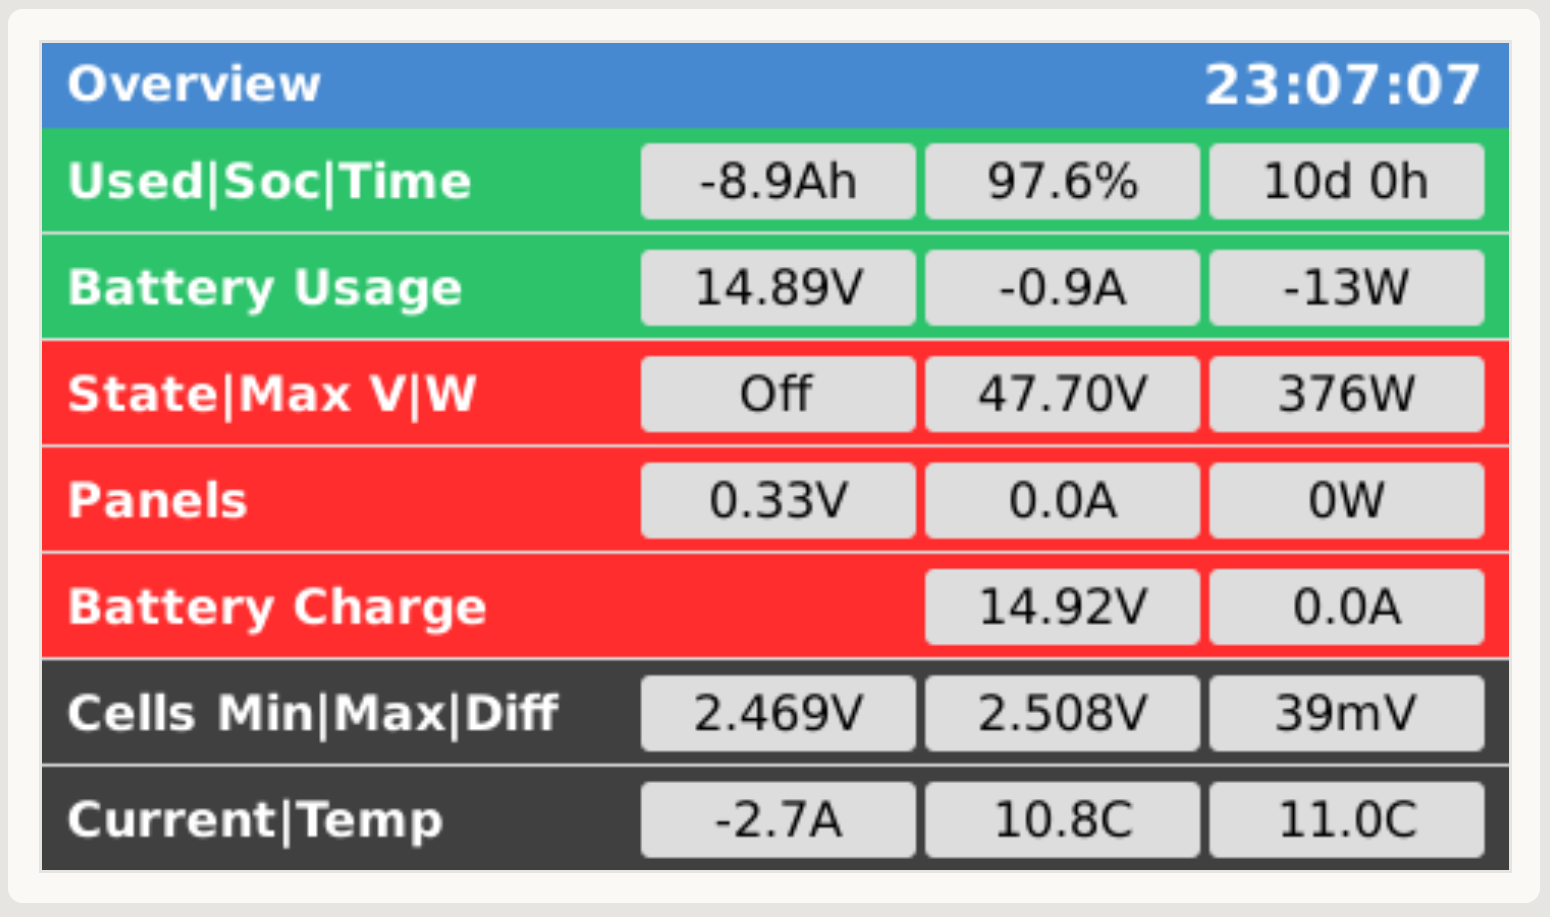 Overview 23:07:07
Used|Soc|Time -8.9Ah 97.6% 10d 0h
Battery Usage 14.89V -0.9A -13W
State|Max V|W Off 47.70V 376W
Panels 0.33V 0.0A 0W
Battery Charge 14.92V 0.0A
Cells Min|Max|Diff 2.469V 2.508V 39mV
Current|Temp -2.7A 10.8C 11.0C